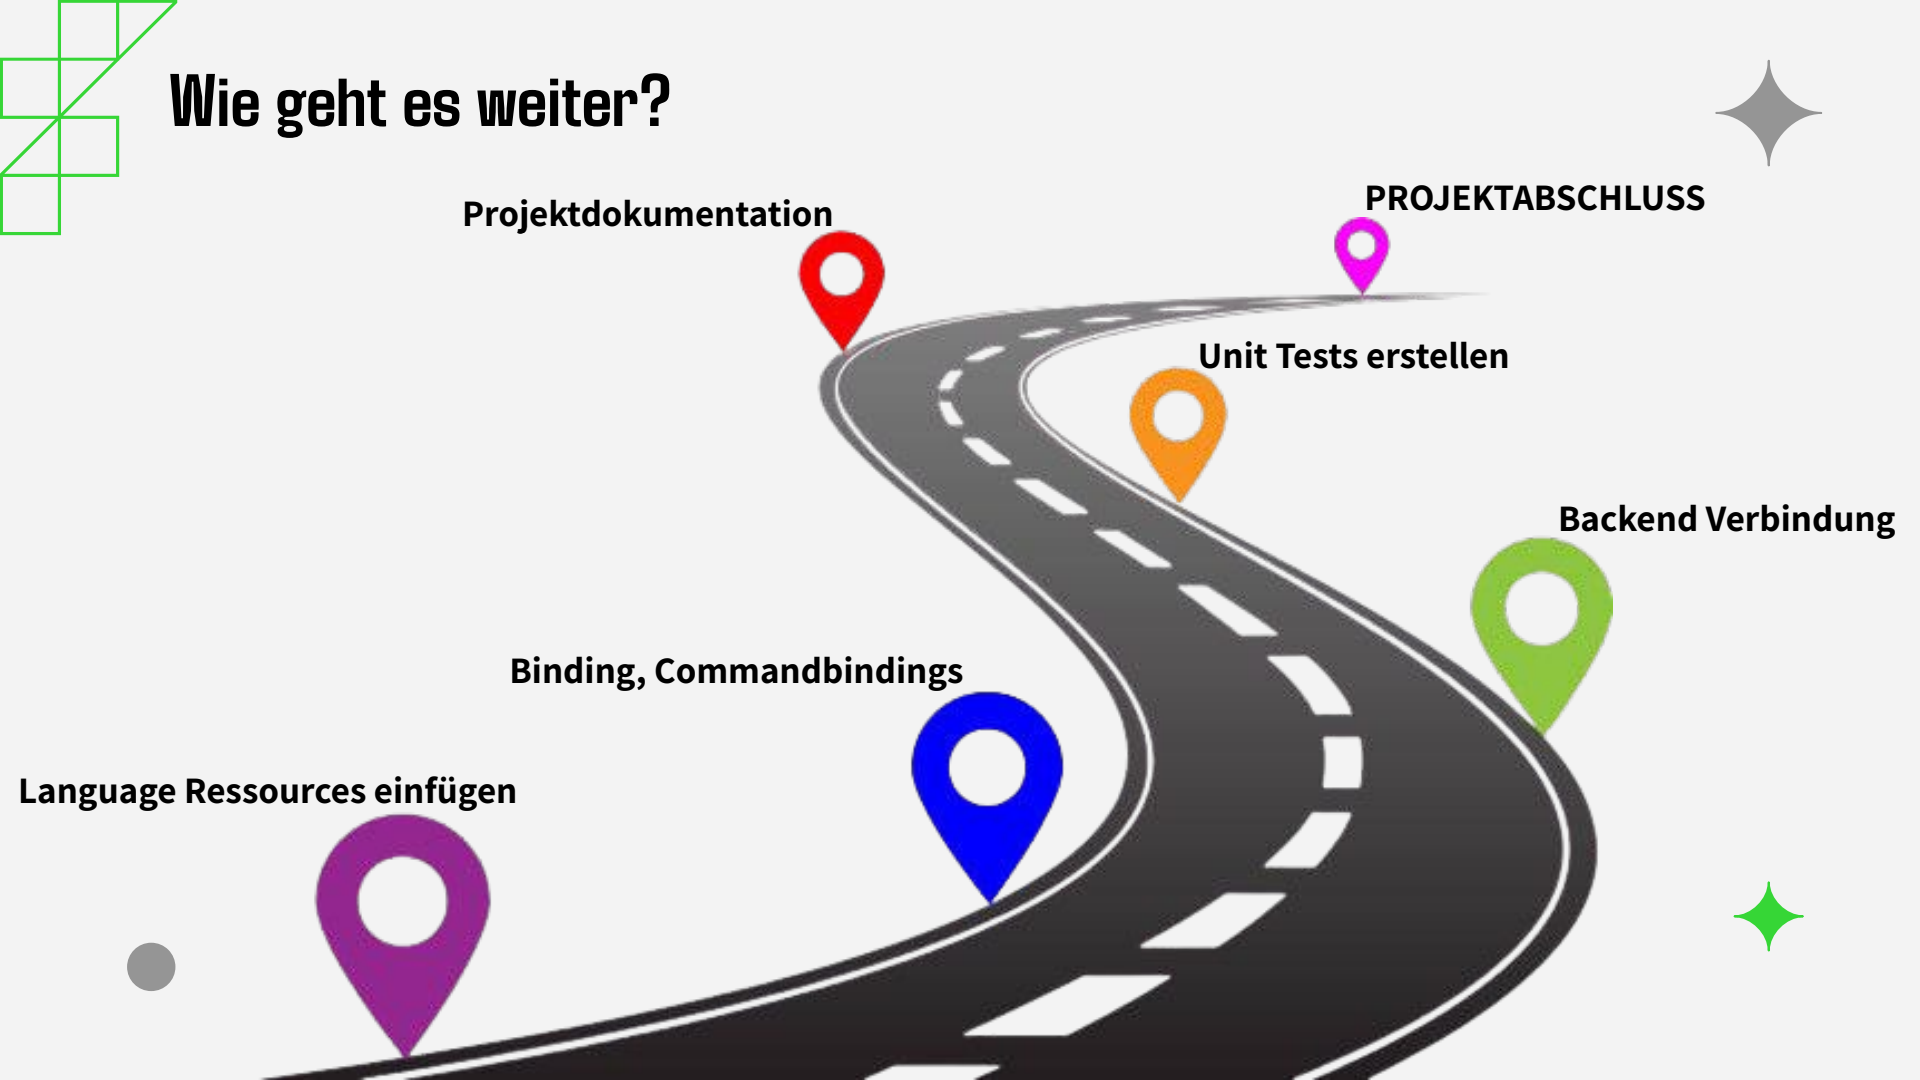 Wie geht es weiter?
PROJEKTABSCHLUSS
Projektdokumentation
Unit Tests erstellen
Backend Verbindung
Binding, Commandbindings
Language Ressources einfügen